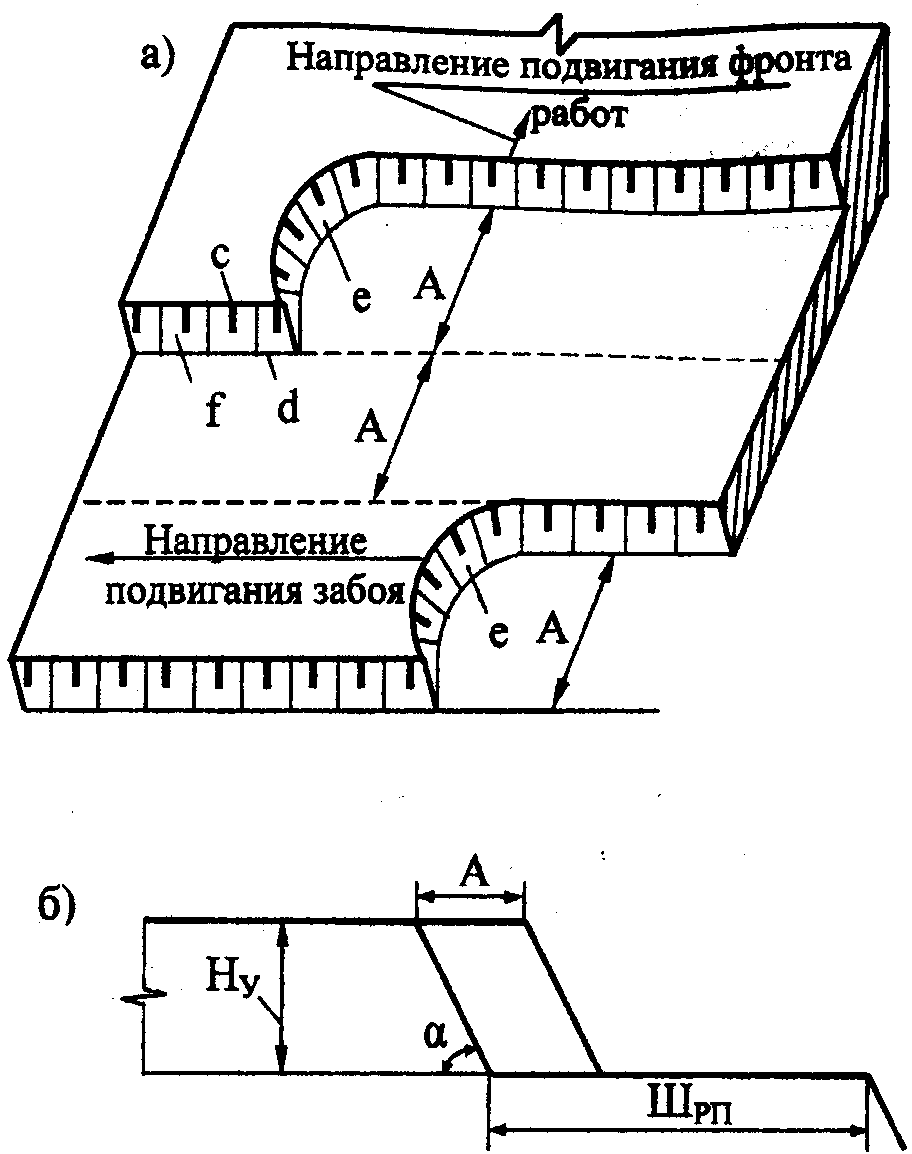 а)
Направление подвигания фронта
работ
c
e
A
f
d
A
Направление
подвигания забоя
e
A
б)
A
Hу
α
ШРП